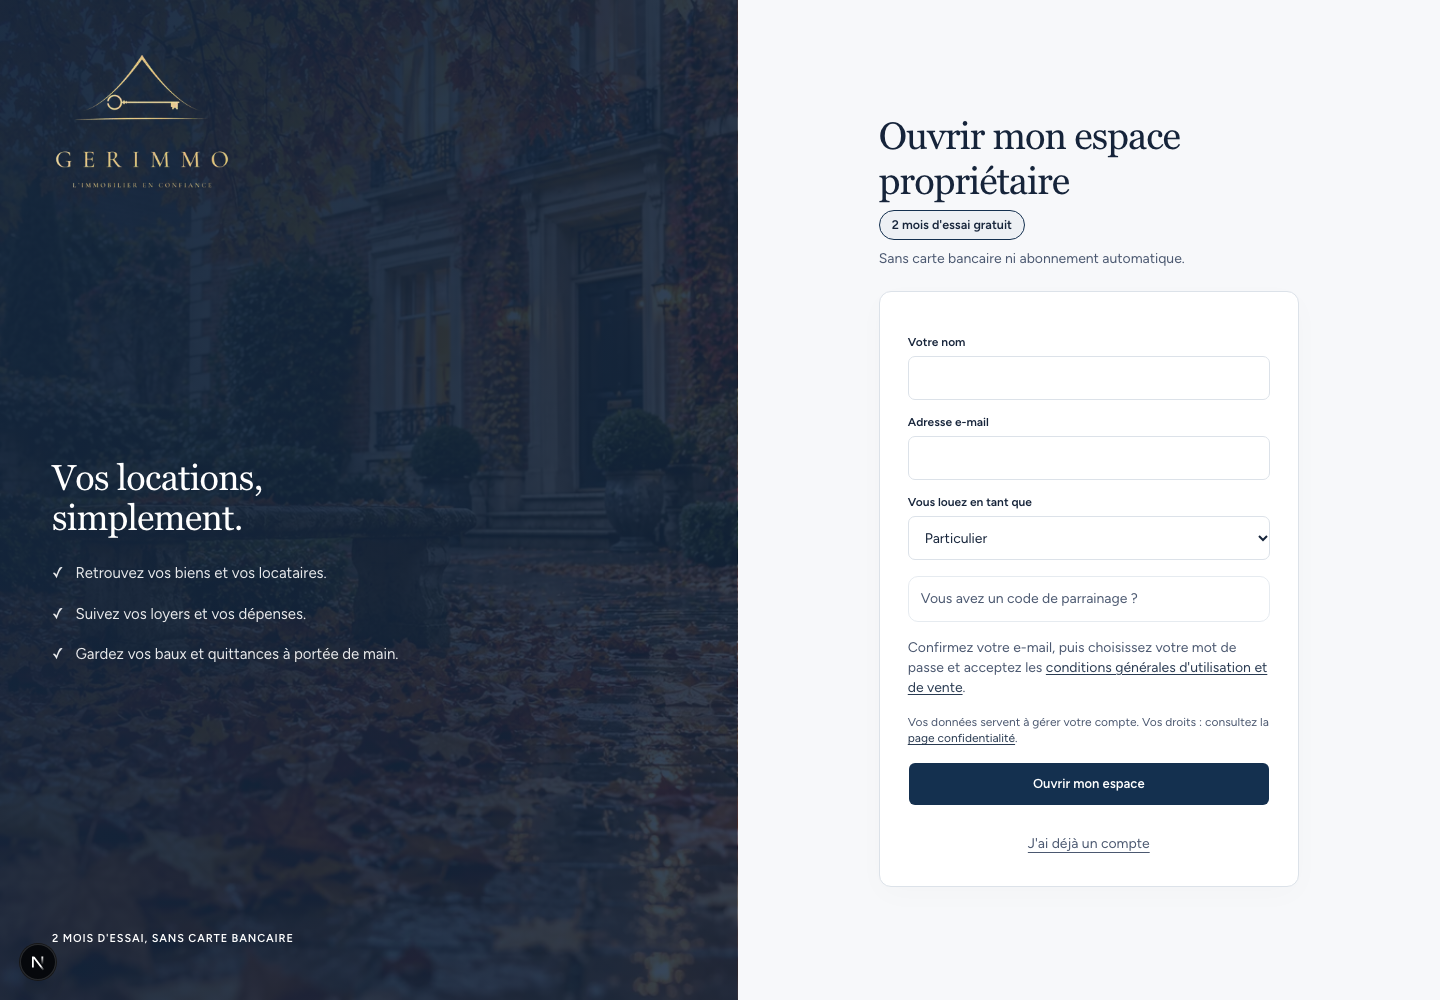 GERIMMO
L'IMMOBILIER EN CONFIANCE
Vos locations,
simplement.
✓ Retrouvez vos biens et vos locataires.
✓ Suivez vos loyers et vos dépenses.
✓ Gardez vos baux et quittances à portée de main.
2 MOIS D'ESSAI, SANS CARTE BANCAIRE
N
Ouvrir mon espace
propriétaire
2 mois d'essai gratuit
Sans carte bancaire ni abonnement automatique.
Votre nom
Adresse e-mail
Vous louez en tant que
Particulier
Vous avez un code de parrainage ?
Confirmez votre e-mail, puis choisissez votre mot de
passe et acceptez les conditions générales d'utilisation et
de vente.
Vos données servent à gérer votre compte. Vos droits : consultez la
page confidentialité.
Ouvrir mon espace
J'ai déjà un compte